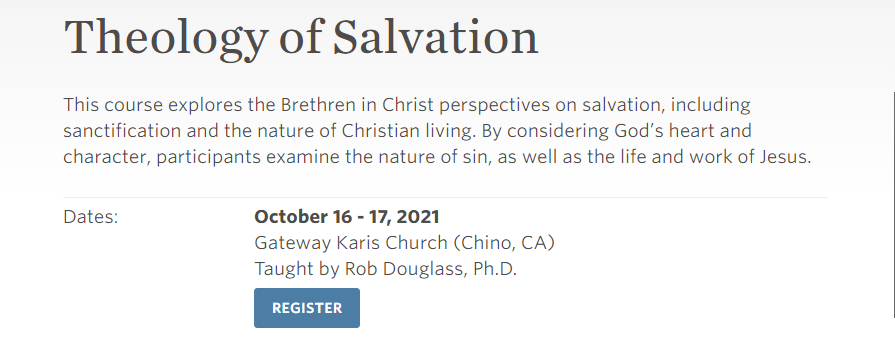 Theology of Salvation
This course explores the Brethren in Christ perspectives on salvation, including
sanctification and the nature of Christian living. By considering God’s heart and
character, participants examine the nature of sin, as well as the life and work of Jesus.
Dates:
October 16 - 17, 2021
Gateway Karis Church (Chino, CA)
Taught by Rob Douglass, Ph.D.
REGISTER